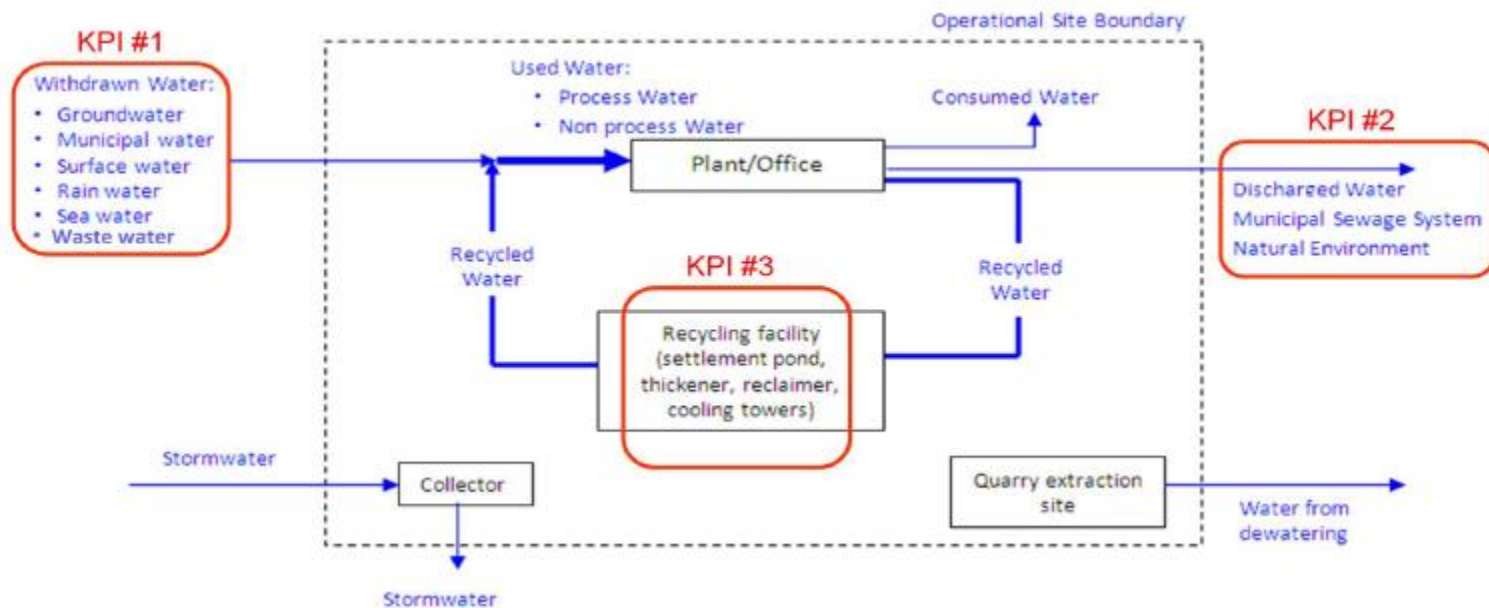 Operational Site Boundary
KPI #1
Withdrawn Water:
• Groundwater
• Municipal water
• Surface water
• Rain water
• Sea water
• Waste water
Used Water:
• Process Water
• Non process Water
Consumed Water
Plant/Office
KPI #2
Discharged Water
Municipal Sewage System
Natural Environment
Recycled
Water
KPI #3
Recycling facility
(settlement pond,
thickener, reclaimer,
cooling towers)
Recycled
Water
Stormwater
Collector
Stormwater
Quarry extraction
site
Water from
dewatering